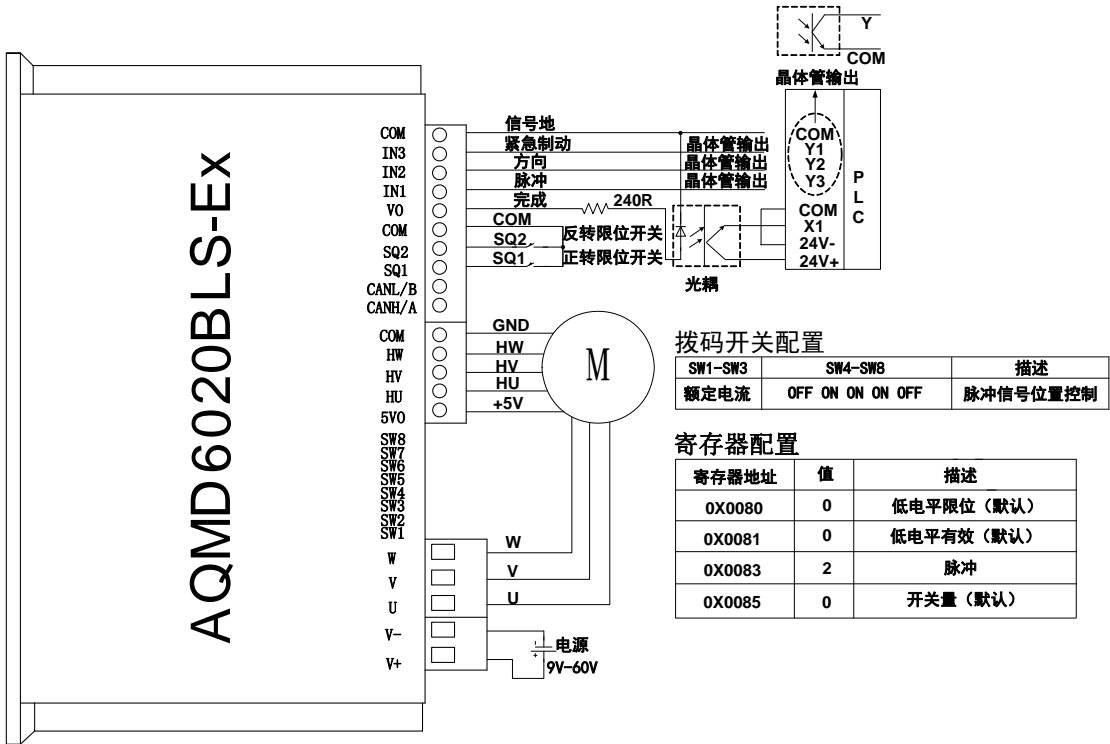 AQMD6020BLS-Ex
COM
IN3
IN2
IN1
VO
COM
SQ2
SQ1
CANL/B
CANH/A
COM
HW
HV
HU
5VO
SW8
SW7
SW6
SW5
SW4
SW3
SW2
SW1
W
V
U
V-
V+
信号地
紧急制动
方向
脉冲
完成
COM
SQ2
SQ1
240R
反转限位开关
正转限位开关
晶体管输出
晶体管输出
晶体管输出
光耦
Y
COM
晶体管输出
COM
Y1
Y2
Y3
COM
X1
24V-
24V+
PLC
GND
HW
HV
HU
+5V
M
W
V
U
电源
9V-60V
拨码开关配置
SW1-SW3 SW4-SW8 描述
额定电流 OFF ON ON ON OFF 脉冲信号位置控制
寄存器配置
寄存器地址 值 描述
0X0080 0 低电平限位（默认）
0X0081 0 低电平有效（默认）
0X0083 2 脉冲
0X0085 0 开关量（默认）